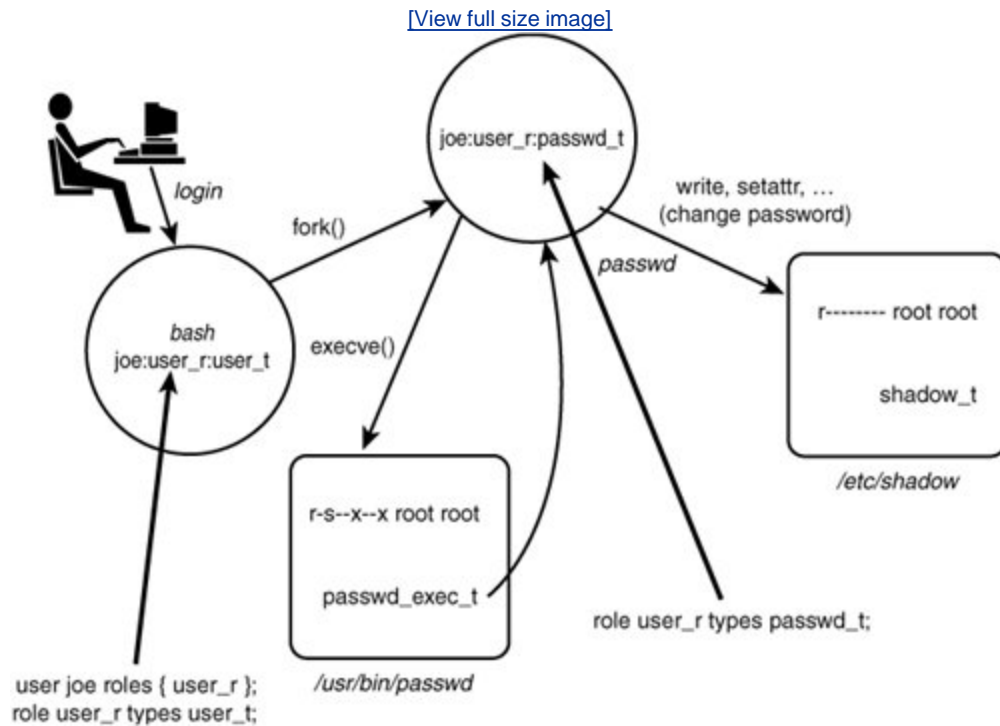 [View full size image]
joe:user_r:passwd_t
login
write, setattr, …
(change password)
fork()
passwd
r-------- root root
bash
joe:user_r:user_t
execve()
shadow_t
/etc/shadow
r-s--x--x root root
passwd_exec_t
role user_r types passwd_t;
/usr/bin/passwd
user joe roles { user_r };
role user_r types user_t;